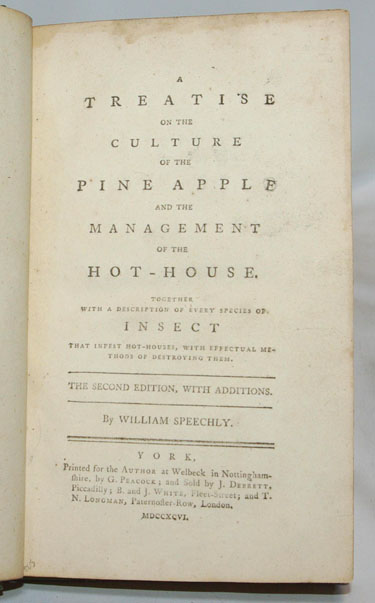 A
TREATISE
ON THE
CULTURE
OF THE
PINE APPLE
AND THE
MANAGEMENT
OF THE
HOT-HOUSE.
TOGETHER
WITH A DESCRIPTION OF EVERY SPECIES OF
INSECT
THAT INFEST HOT-HOUSES, WITH EFFECTUAL ME-
THODS OF DESTROYING THEM.
THE SECOND EDITION, WITH ADDITIONS.
By WILLIAM SPEECHLY.
YORK,
Printed for the AUTHOR at Welbeck in Nottingham-
shire, by G. PEACOCK; and Sold by J. DEBRETT,
Piccadilly; B. and J. WHITE, Fleet-Street; and T.
N. LONGMAN, Paternoster-Row, London.
MDCCXCVI.